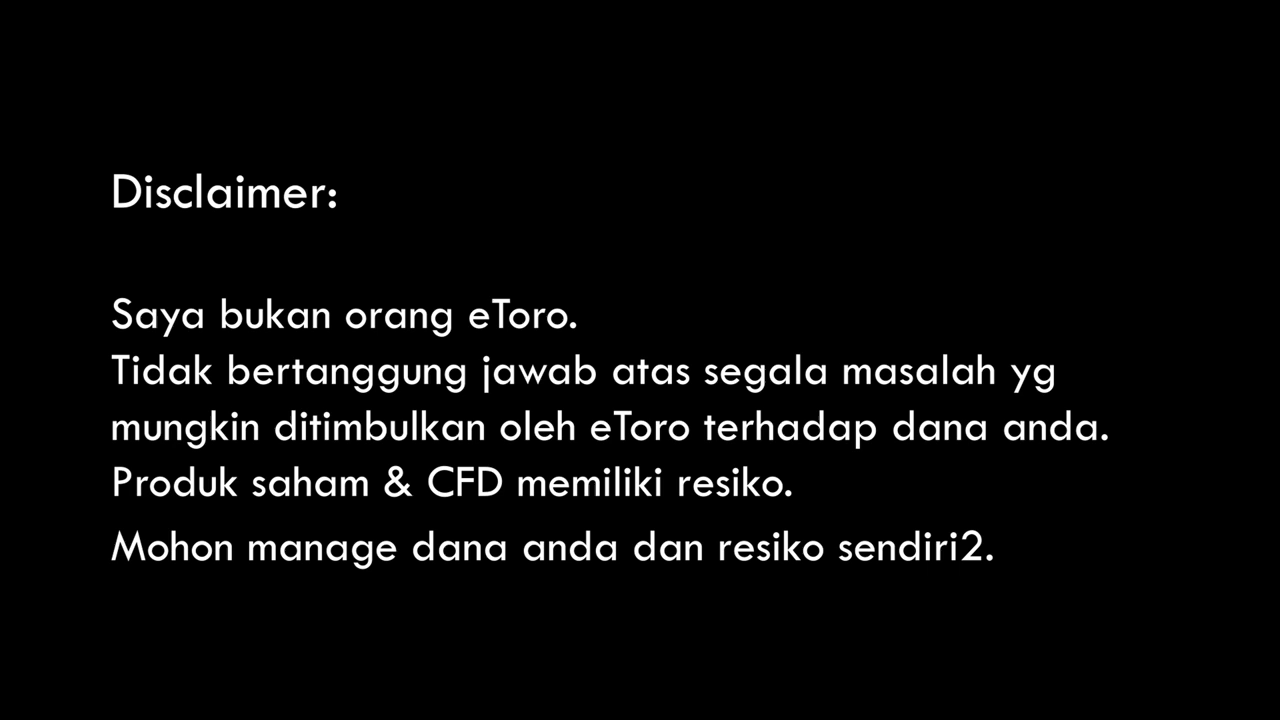 Disclaimer:
Saya bukan orang eToro.
Tidak bertanggung jawab atas segala masalah yg
mungkin ditimbulkan oleh eToro terhadap dana anda.
Produk saham & CFD memiliki resiko.
Mohon manage dana anda dan resiko sendiri2.